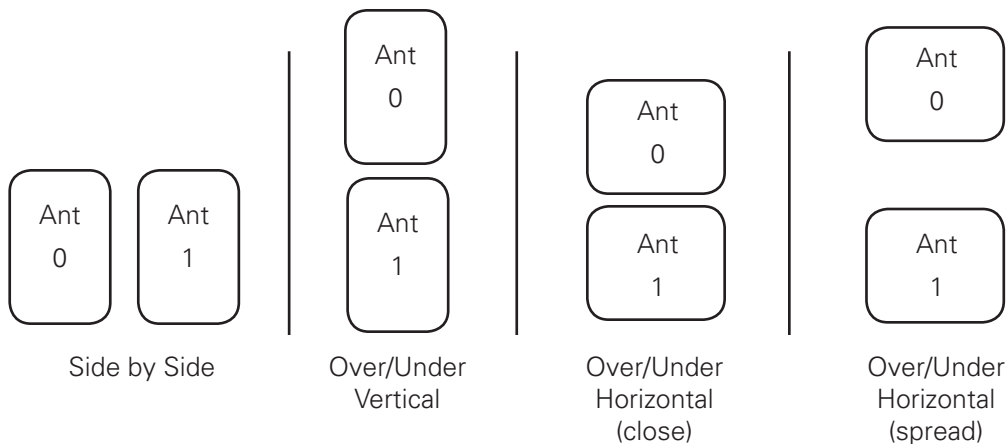 Ant
0
Ant
1
Side by Side
Ant
0
Ant
1
Over/Under
Vertical
Ant
0
Ant
1
Over/Under
Horizontal
(close)
Ant
0
Ant
1
Over/Under
Horizontal
(spread)